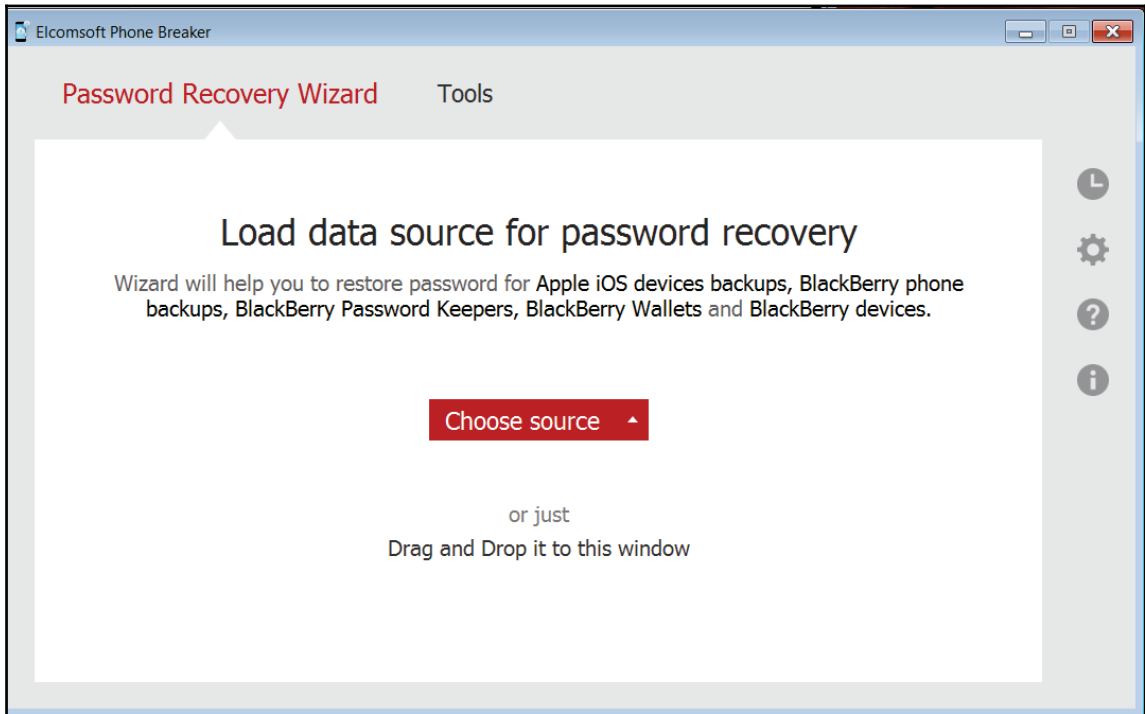 Elcomsoft Phone Breaker
Password Recovery Wizard
Tools
Load data source for password recovery
Wizard will help you to restore password for Apple iOS devices backups, BlackBerry phone
backups, BlackBerry Password Keepers, BlackBerry Wallets and BlackBerry devices.
Choose source
or just
Drag and Drop it to this window